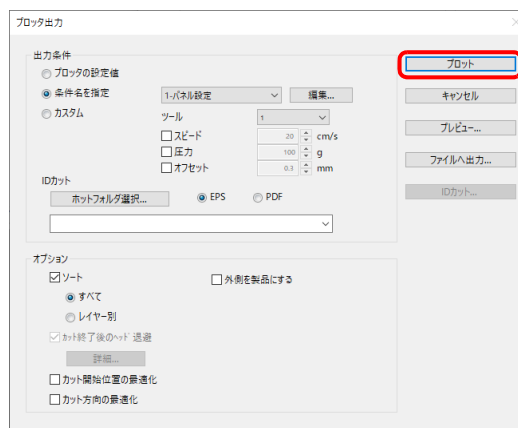 プロッタ出力
出力条件
プロッタの設定値
条件名を指定
1-パネル設定
編集...
カスタム
ツール
1
スピード
20
cm/s
圧力
100
g
オフセット
0.3
mm
IDカット
ホットフォルダ選択...
EPS
PDF
プロット
キャンセル
プレビュー...
ファイルへ出力...
IDカット...
オプション
ソート
外側を製品にする
すべて
レイヤー別
カット終了後のヘッド退避
詳細...
カット開始位置の最適化
カット方向の最適化